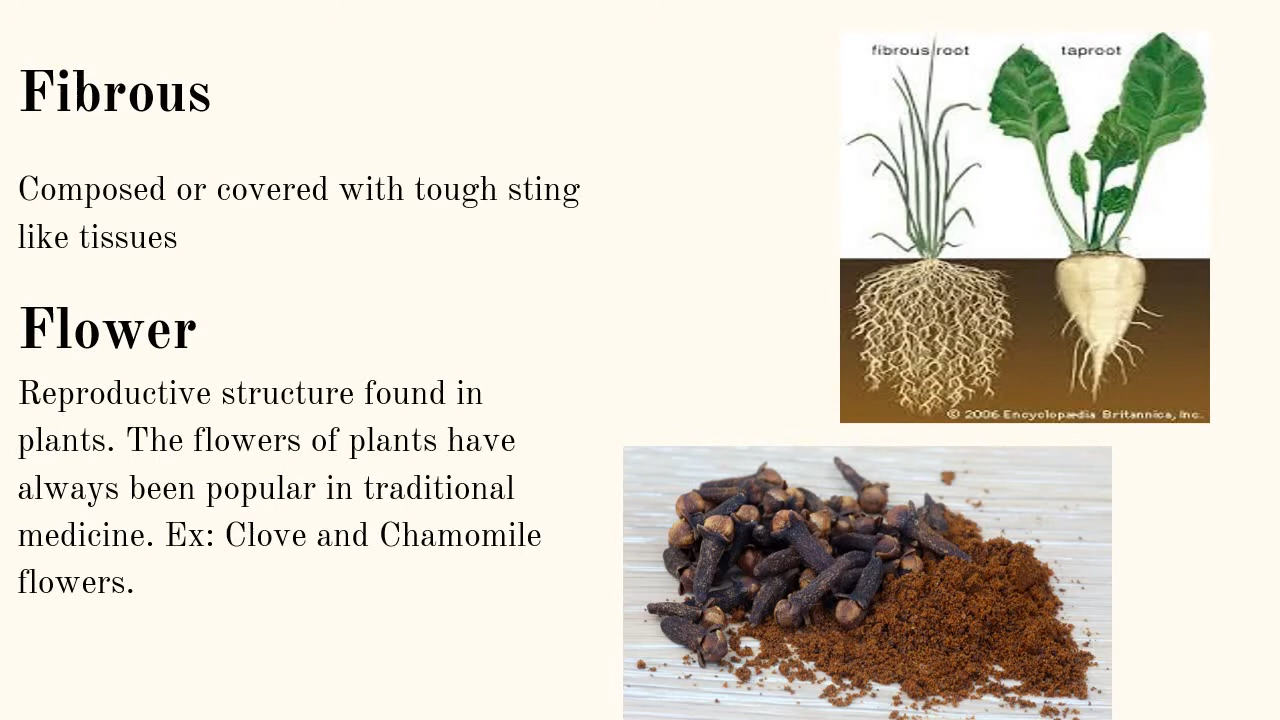 Fibrous
Composed or covered with tough sting
like tissues
Flower
Reproductive structure found in
plants. The flowers of plants have
always been popular in traditional
medicine. Ex: Clove and Chamomile
flowers.
fibrous root
taproot
© 2006 Encyclopædia Britannica, Inc.